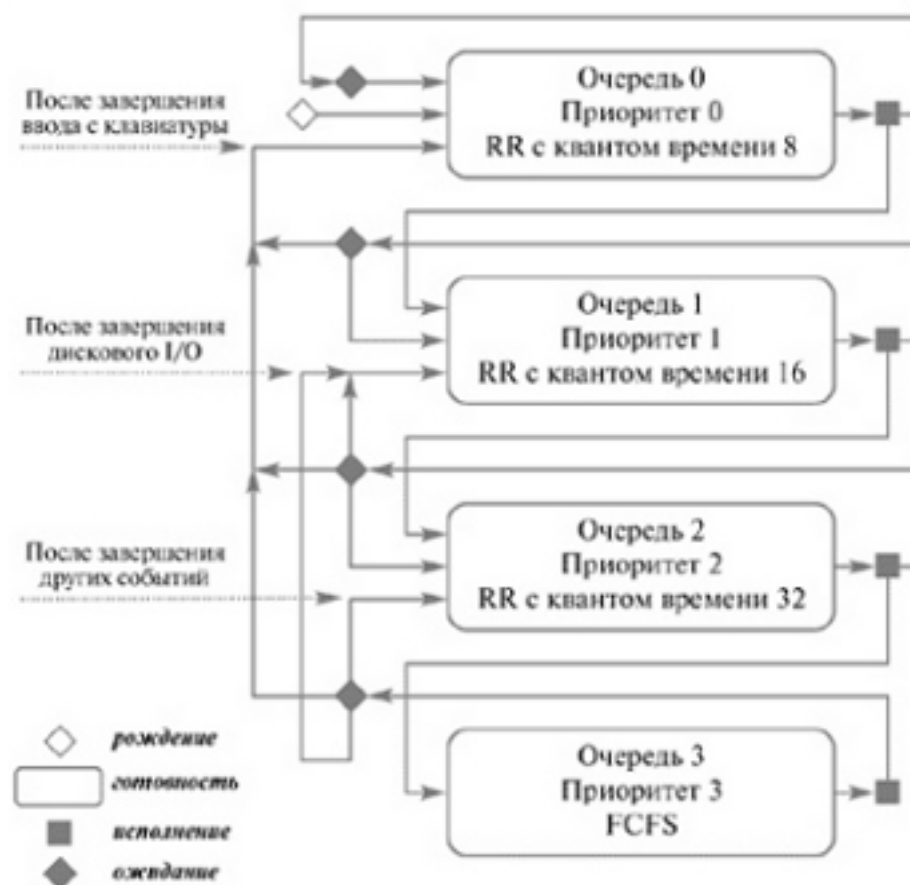 Очередь 0
Приоритет 0
RR с квантом времени 8
После завершения
ввода с клавиатуры
Очередь 1
Приоритет 1
RR с квантом времени 16
После завершения
дискового I/O
Очередь 2
Приоритет 2
RR с квантом времени 32
После завершения
других событий
Очередь 3
Приоритет 3
FCFS
рождение
готовность
исполнение
ожидание